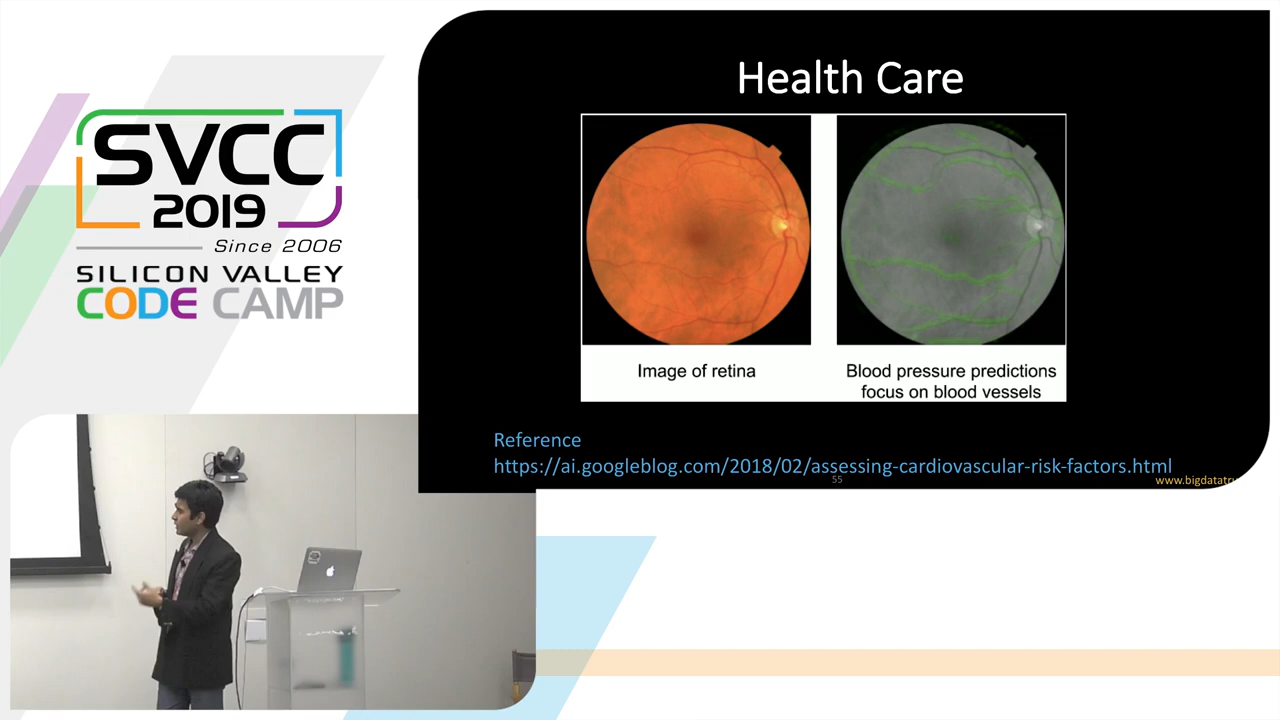 SVCC
2019
Since 2006
SILICON VALLEY
CODE CAMP
Health Care
Image of retina
Blood pressure predictions
focus on blood vessels
Reference
https://ai.googleblog.com/2018/02/assessing-cardiovascular-risk-factors.html
55